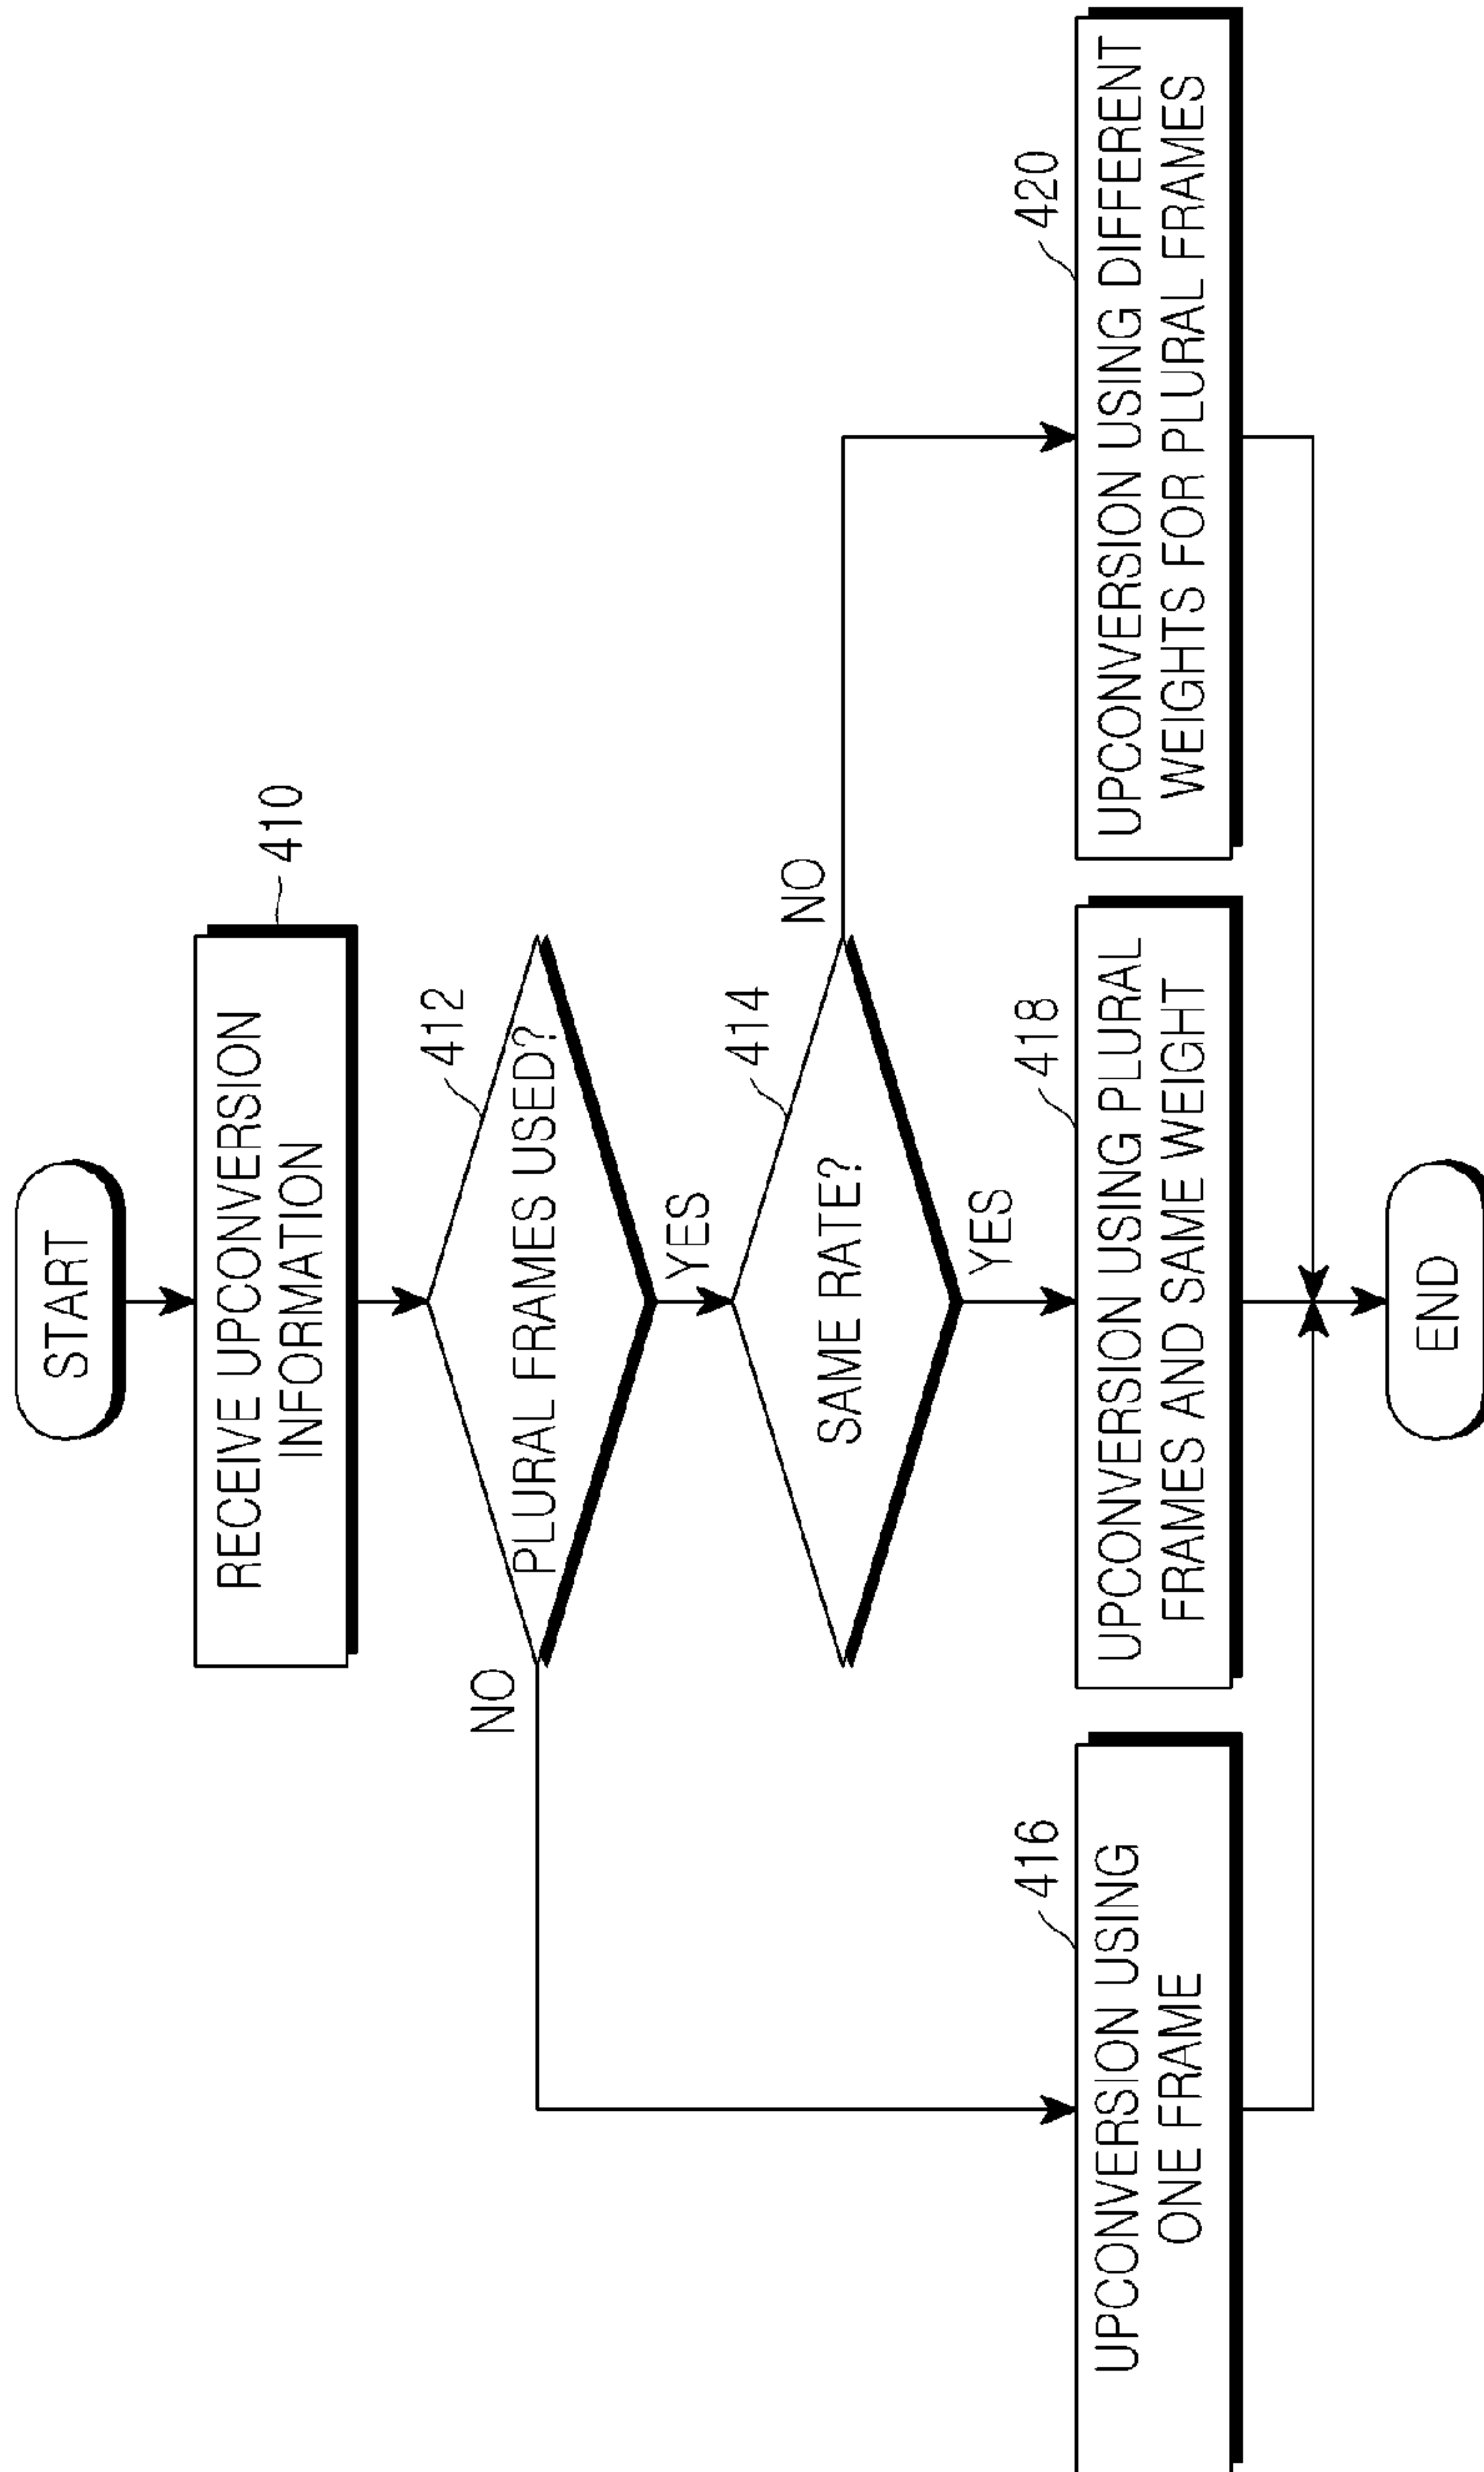 START
410
RECEIVE UPCONVERSION
INFORMATION
412
PLURAL FRAMES USED?
NO
YES
414
SAME RATE?
NO
YES
416
UPCONVERSION USING
ONE FRAME
418
UPCONVERSION USING PLURAL
FRAMES AND SAME WEIGHT
420
UPCONVERSION USING DIFFERENT
WEIGHTS FOR PLURAL FRAMES
END